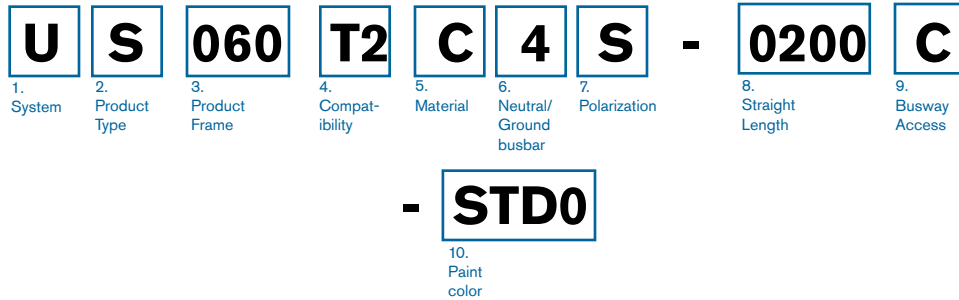 U S 060 T2 C 4 S - 0200 C
1. 2. 3. 4. 5. 6. 7. 8. 9.
System Product Product Compat- Material Neutral/ Polarization Straight Busway
Type Frame ibility Ground Length Access
busbar
- STD0
10.
Paint
color